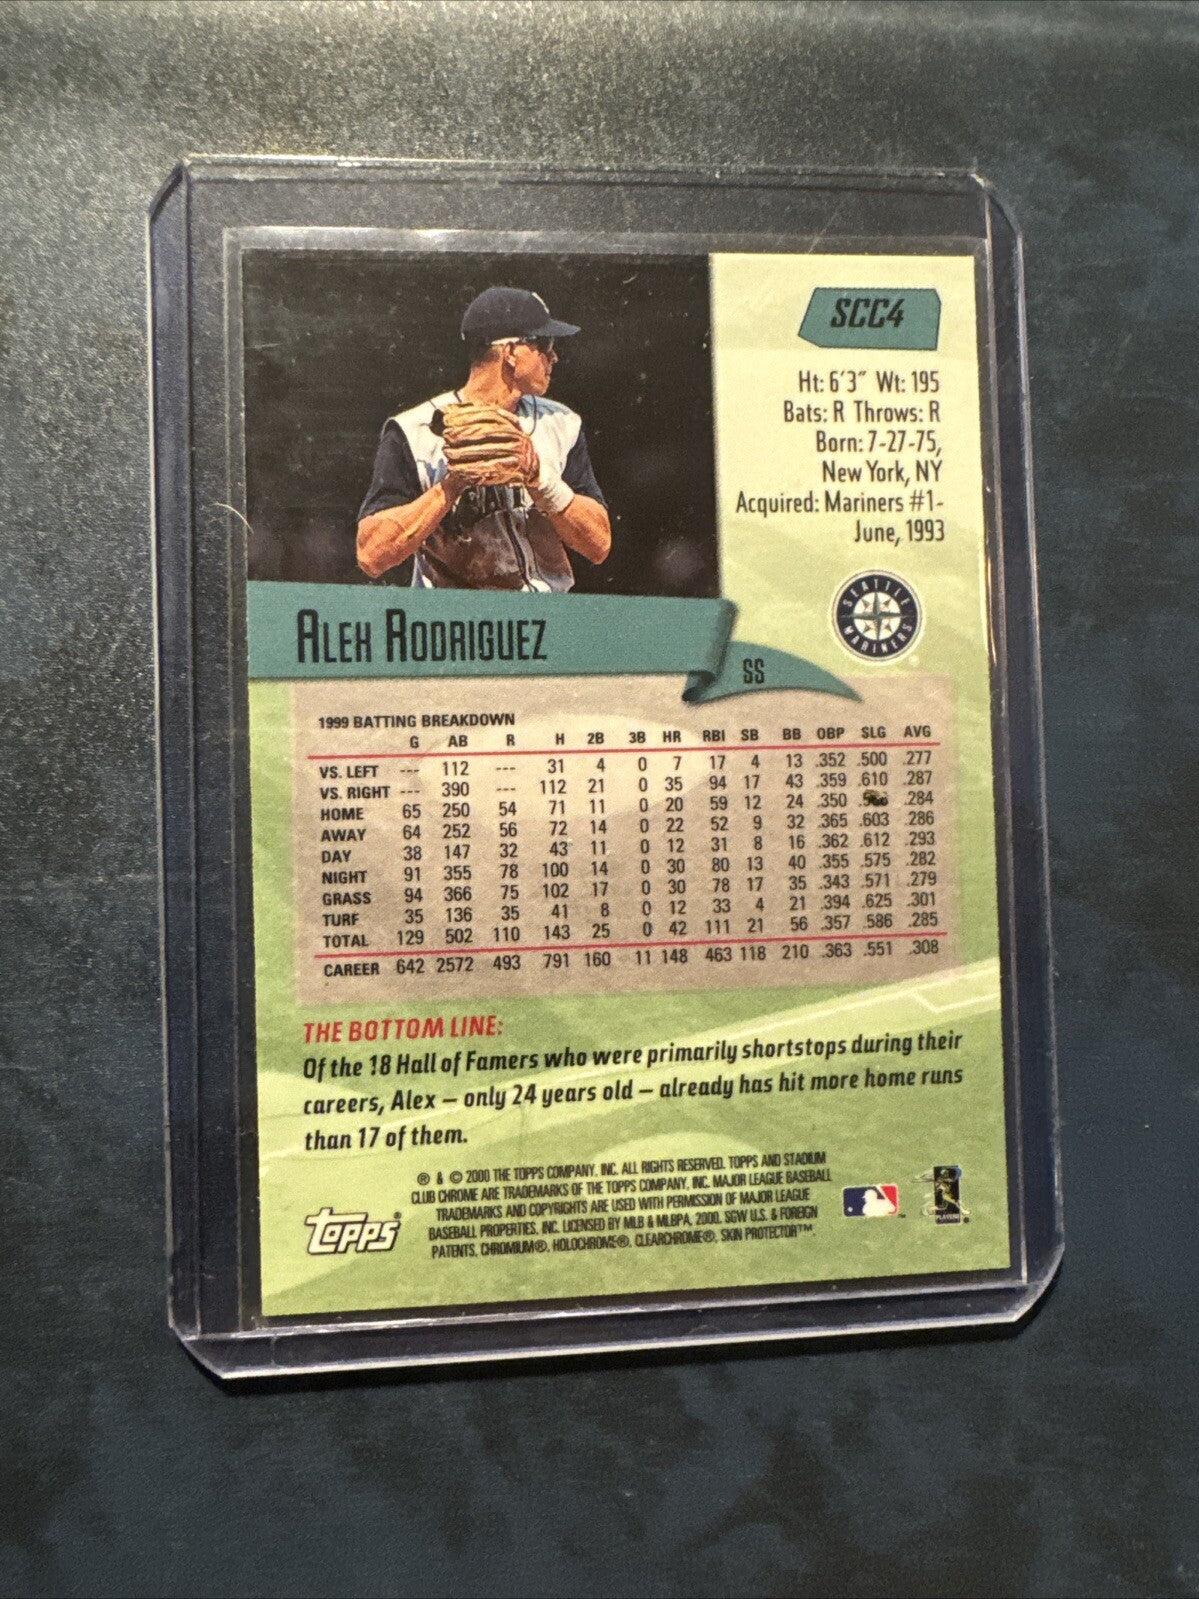 SCC4
Ht: 6'3" Wt: 195
Bats: R Throws: R
Born: 7-27-75,
New York, NY
Acquired: Mariners #1-
June, 1993
SEATTLE
MARINERS
ALEX RODRIGUEZ
SS
1999 BATTING BREAKDOWN
G AB R H 2B 3B HR RBI SB BB OBP SLG AVG
VS. LEFT --- 112 --- 31 4 0 7 17 4 13 .352 .500 .277
VS. RIGHT --- 390 --- 112 21 0 35 94 17 43 .359 .610 .287
HOME 65 250 54 71 11 0 20 59 12 24 .350 .284
AWAY 64 252 56 72 14 0 22 52 9 32 .365 .603 .286
DAY 38 147 32 43 11 0 12 31 8 16 .362 .612 .293
NIGHT 91 355 78 100 14 0 30 80 13 40 .355 .575 .282
GRASS 94 366 75 102 17 0 30 78 17 35 .343 .571 .279
TURF 35 136 35 41 8 0 12 33 4 21 .394 .625 .301
TOTAL 129 502 110 143 25 0 42 111 21 56 .357 .586 .285
CAREER 642 2572 493 791 160 11 148 463 118 210 .363 .551 .308
THE BOTTOM LINE:
Of the 18 Hall of Famers who were primarily shortstops during their
careers, Alex – only 24 years old – already has hit more home runs
than 17 of them.
® & © 2000 THE TOPPS COMPANY, INC. ALL RIGHTS RESERVED. TOPPS AND STADIUM
CLUB CHROME ARE TRADEMARKS OF THE TOPPS COMPANY, INC. MAJOR LEAGUE BASEBALL
TRADEMARKS AND COPYRIGHTS ARE USED WITH PERMISSION OF MAJOR LEAGUE
BASEBALL PROPERTIES, INC. LICENSED BY MLB & MLBPA, 2000. SGW U.S. & FOREIGN
PATENTS, CHROMIUM®, HOLOCHROME®, CLEARCHROME®, SKIN PROTECTOR™.
TOPPS®